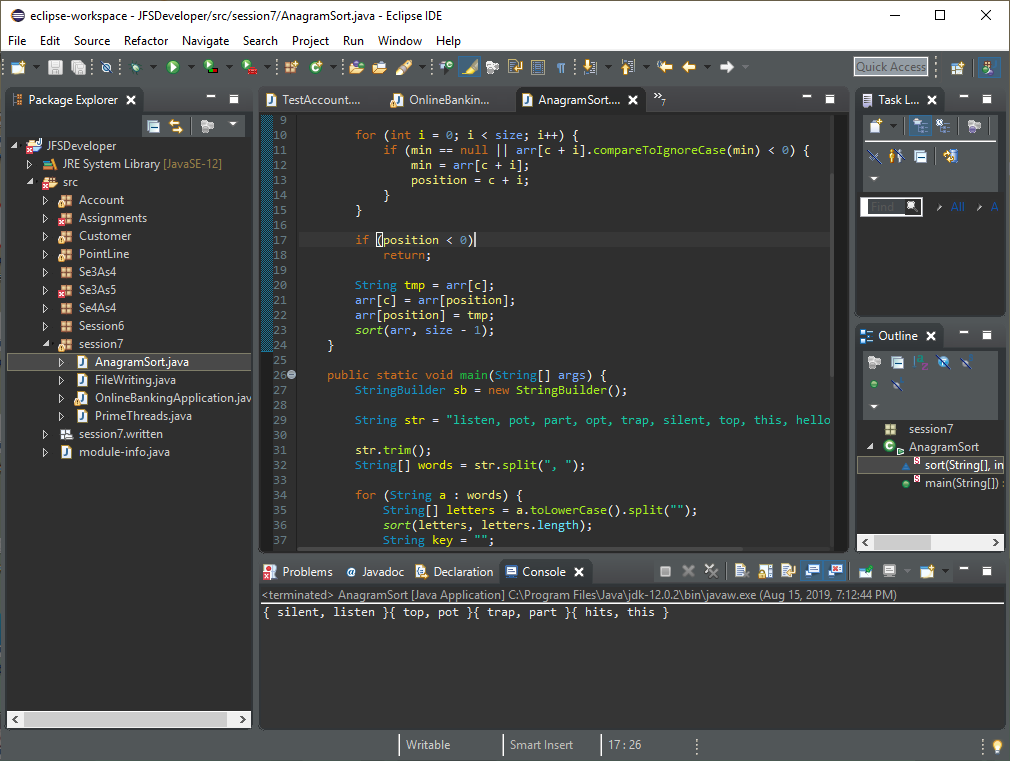 eclipse-workspace - JFSDeveloper/src/session7/AnagramSort.java - Eclipse IDE
File Edit Source Refactor Navigate Search Project Run Window Help
Quick Access
Package Explorer
JFSDeveloper
JRE System Library [JavaSE-12]
src
Account
Assignments
Customer
PointLine
Se3As4
Se3As5
Se4As4
Session6
session7
AnagramSort.java
FileWriting.java
OnlineBankingApplication.jav
PrimeThreads.java
session7.written
module-info.java
TestAccount.... OnlineBankin... AnagramSort.... 7
9
10 for (int i = 0; i < size; i++) {
11 if (min == null || arr[c + i].compareToIgnoreCase(min) < 0) {
12 min = arr[c + i];
13 position = c + i;
14 }
15 }
16
17 if (position < 0)
18 return;
19
20 String tmp = arr[c];
21 arr[c] = arr[position];
22 arr[position] = tmp;
23 sort(arr, size - 1);
24 }
25
26 public static void main(String[] args) {
27 StringBuilder sb = new StringBuilder();
28
29 String str = "listen, pot, part, opt, trap, silent, top, this, hello
30
31 str.trim();
32 String[] words = str.split(", ");
33
34 for (String a : words) {
35 String[] letters = a.toLowerCase().split("");
36 sort(letters, letters.length);
37 String key = "";
Task L...
Find All A
Outline
session7
AnagramSort
sort(String[], in
main(String[]) :
Problems Javadoc Declaration Console
<terminated> AnagramSort [Java Application] C:\Program Files\Java\jdk-12.0.2\bin\javaw.exe (Aug 15, 2019, 7:12:44 PM)
{ silent, listen }{ top, pot }{ trap, part }{ hits, this }
Writable Smart Insert 17 : 26